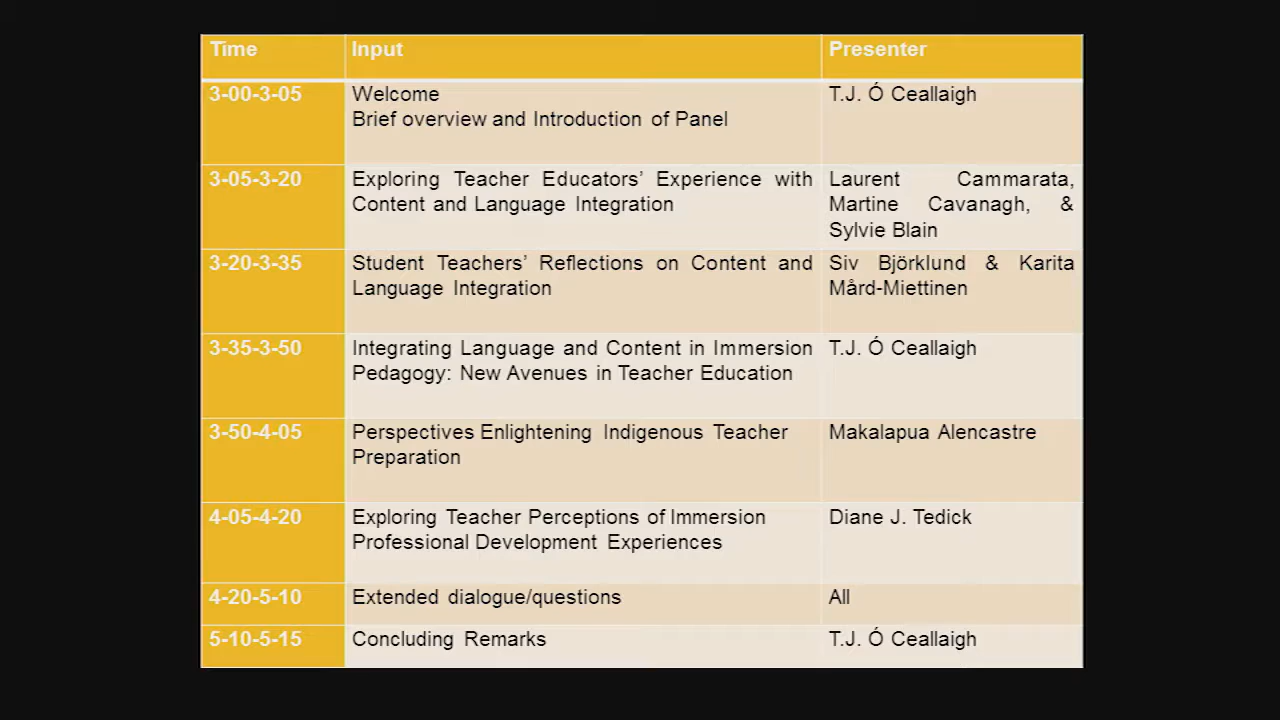 Time Input Presenter
3-00-3-05 Welcome T.J. Ó Ceallaigh
Brief overview and Introduction of Panel
3-05-3-20 Exploring Teacher Educators’ Experience with Laurent Cammarata,
Content and Language Integration Martine Cavanagh, &
Sylvie Blain
3-20-3-35 Student Teachers’ Reflections on Content and Siv Björklund & Karita
Language Integration Mård-Miettinen
3-35-3-50 Integrating Language and Content in Immersion T.J. Ó Ceallaigh
Pedagogy: New Avenues in Teacher Education
3-50-4-05 Perspectives Enlightening Indigenous Teacher Makalapua Alencastre
Preparation
4-05-4-20 Exploring Teacher Perceptions of Immersion Diane J. Tedick
Professional Development Experiences
4-20-5-10 Extended dialogue/questions All
5-10-5-15 Concluding Remarks T.J. Ó Ceallaigh